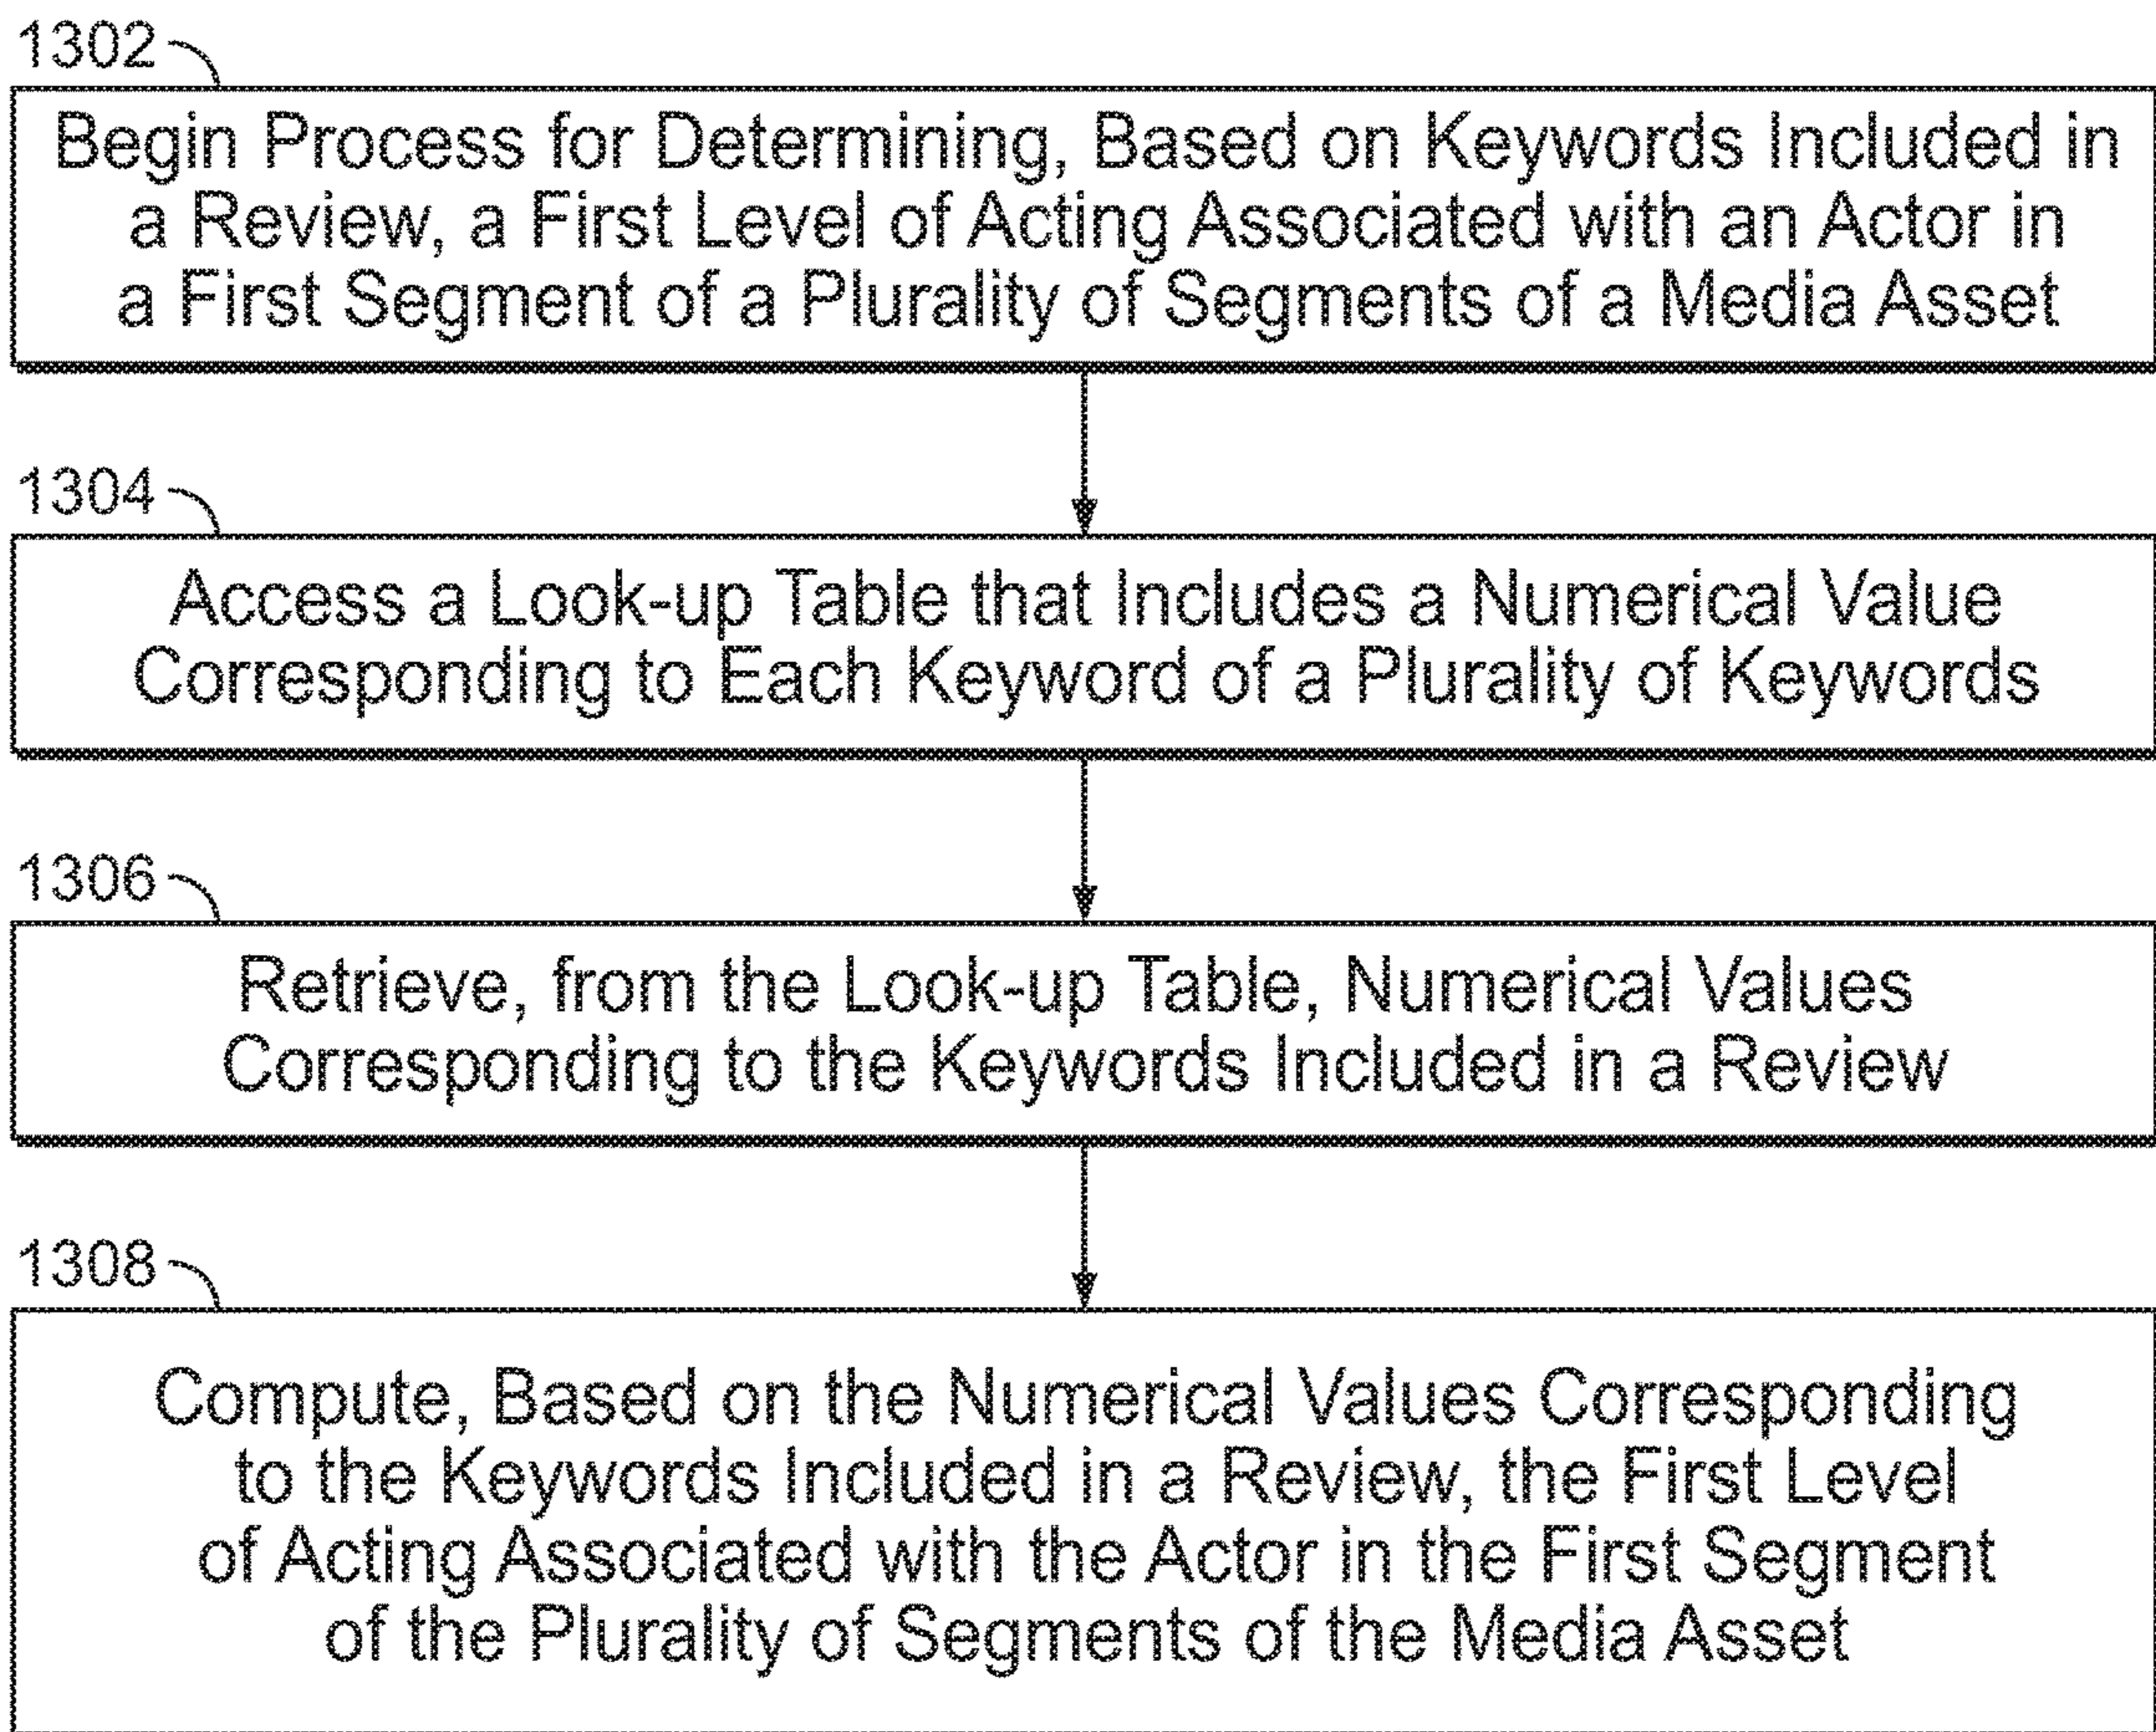 1302
Begin Process for Determining, Based on Keywords Included in
a Review, a First Level of Acting Associated with an Actor in
a First Segment of a Plurality of Segments of a Media Asset
1304
Access a Look-up Table that Includes a Numerical Value
Corresponding to Each Keyword of a Plurality of Keywords
1306
Retrieve, from the Look-up Table, Numerical Values
Corresponding to the Keywords Included in a Review
1308
Compute, Based on the Numerical Values Corresponding
to the Keywords Included in a Review, the First Level
of Acting Associated with the Actor in the First Segment
of the Plurality of Segments of the Media Asset